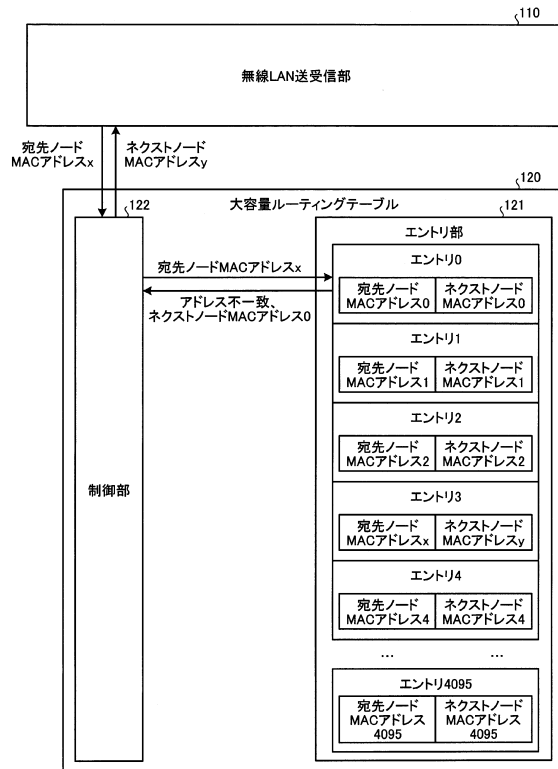 110
無線LAN送受信部
宛先ノード
MACアドレスx
ネクストノード
MACアドレスy
120
大容量ルーティングテーブル
122
121
制御部
宛先ノードMACアドレスx
アドレス不一致、
ネクストノードMACアドレス0
エントリ部
エントリ0
宛先ノード
MACアドレス0
ネクストノード
MACアドレス0
エントリ1
宛先ノード
MACアドレス1
ネクストノード
MACアドレス1
エントリ2
宛先ノード
MACアドレス2
ネクストノード
MACアドレス2
エントリ3
宛先ノード
MACアドレスx
ネクストノード
MACアドレスy
エントリ4
宛先ノード
MACアドレス4
ネクストノード
MACアドレス4
… …
エントリ4095
宛先ノード
MACアドレス
4095
ネクストノード
MACアドレス
4095